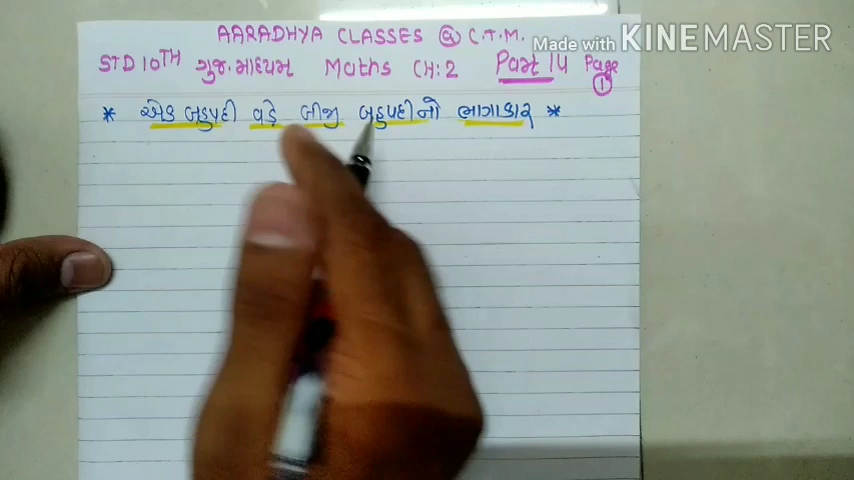 AARADHYA CLASSES @ C.T.M.
Made with KINEMASTER
STD 10TH ગુજ.માધ્યમ Maths CH:2 Part 14 Page 1
* એક બહુપદી વડે બીજી બહુપદીનો ભાગાકાર *